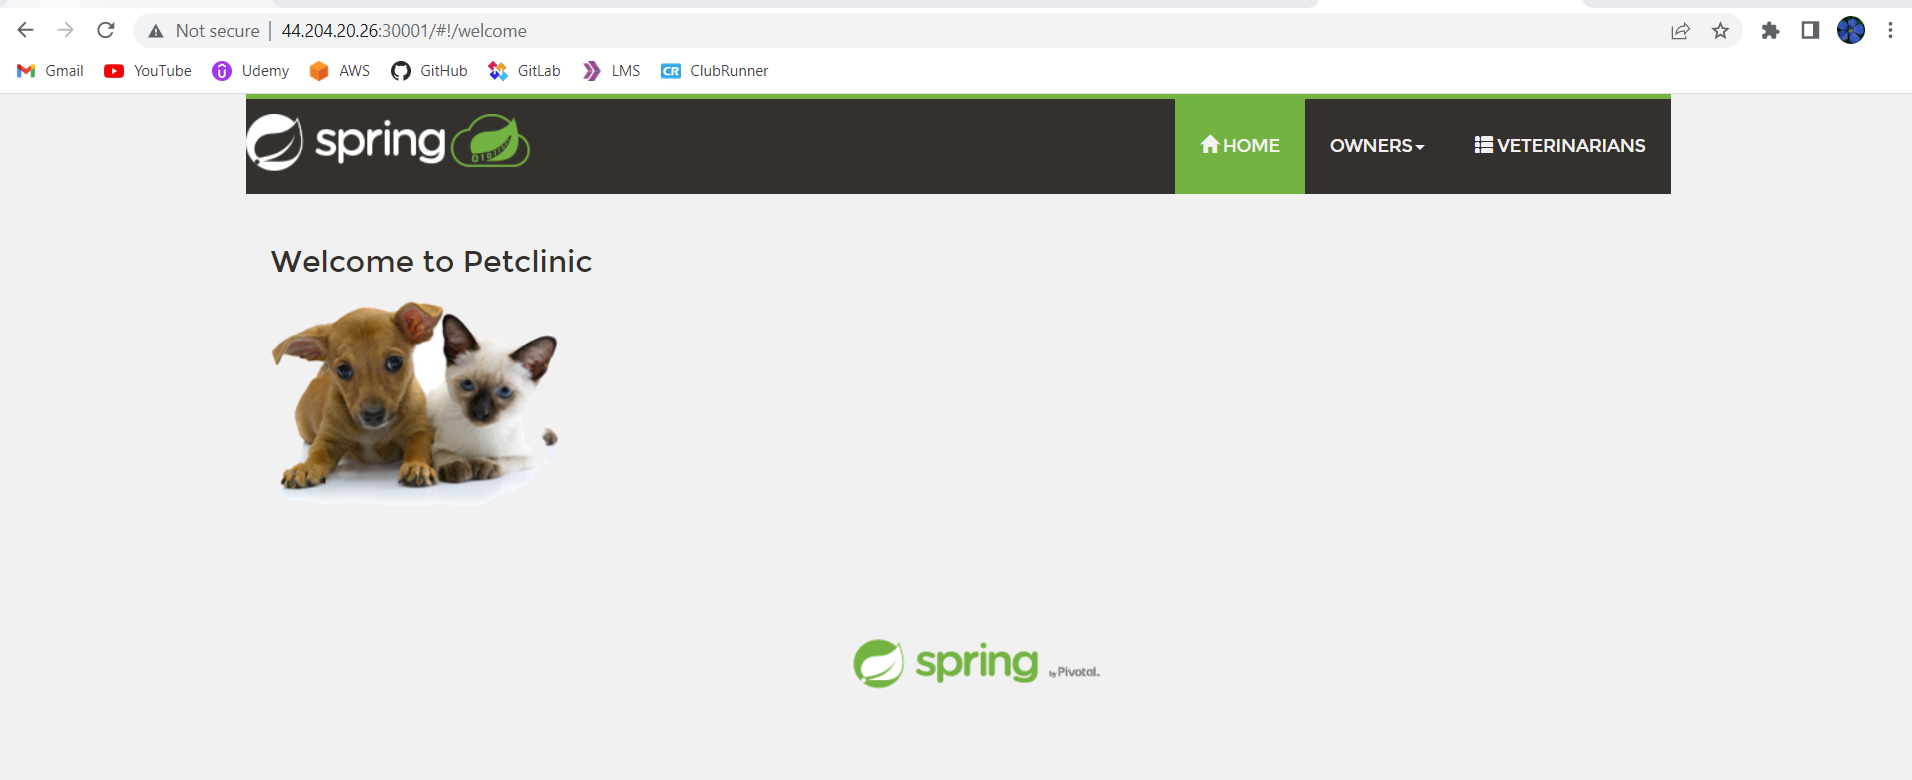 Not secure | 44.204.20.26:30001/#!/welcome
Gmail YouTube Udemy AWS GitHub GitLab CR LMS ClubRunner
spring
HOME OWNERS VETERINARIANS
Welcome to Petclinic
spring by Pivotal.